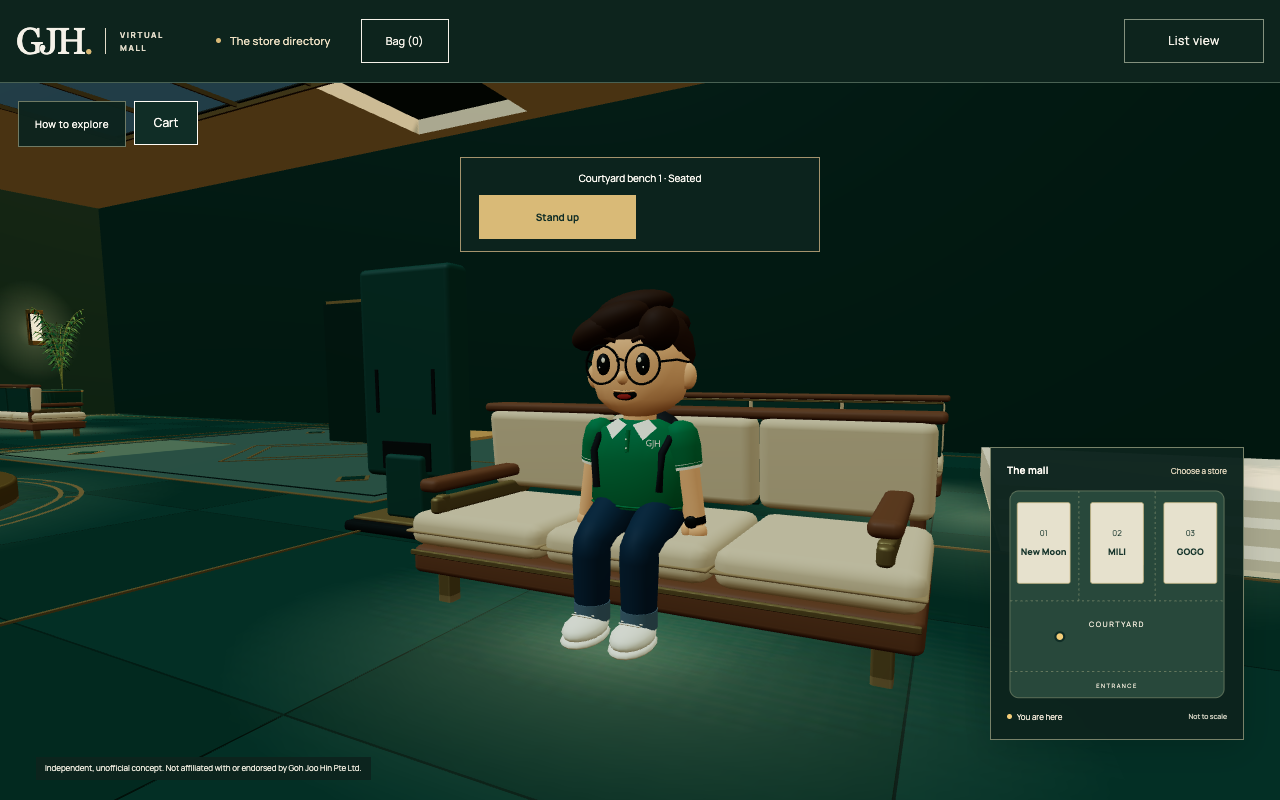 GJH.
VIRTUAL
MALL
The store directory
Bag (0)
List view
How to explore
Cart
Courtyard bench 1 · Seated
Stand up
GJH
The mall
Choose a store
01
New Moon
02
MILI
03
GOGO
COURTYARD
ENTRANCE
You are here
Not to scale
Independent, unofficial concept. Not affiliated with or endorsed by Goh Joo Hin Pte Ltd.